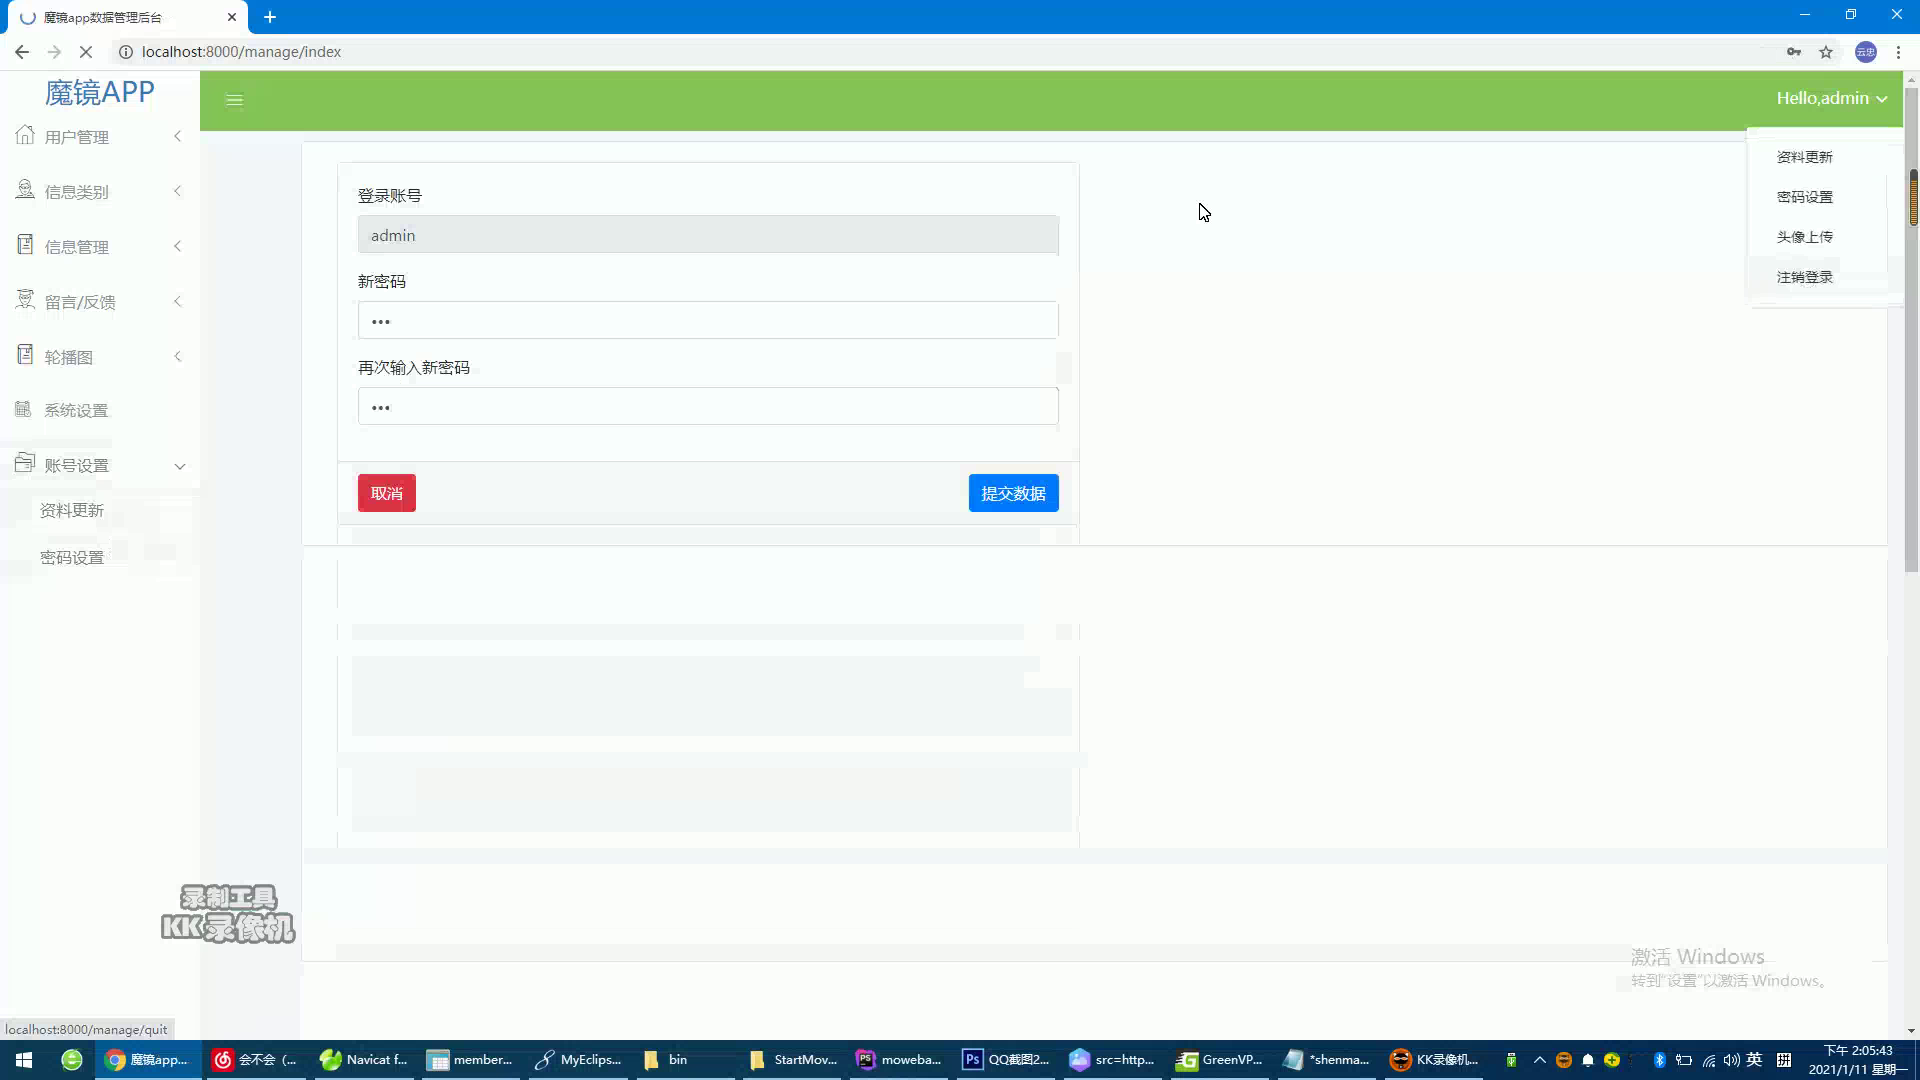 魔镜app数据管理后台
localhost:8000/manage/index
云忠
魔镜APP
Hello,admin
用户管理
信息类别
信息管理
留言/反馈
轮播图
系统设置
账号设置
资料更新
密码设置
登录账号
admin
新密码
•••
再次输入新密码
•••
取消
提交数据
资料更新
密码设置
头像上传
注销登录
录制工具
KK录像机
激活 Windows
转到"设置"以激活 Windows。
localhost:8000/manage/quit
魔镜app...
会不会（...
Navicat f...
member...
MyEclips...
bin
StartMov...
moweba...
QQ截图2...
src=http...
GreenVP...
*shenma...
KK录像机...
英
下午 2:05:43
2021/1/11 星期一